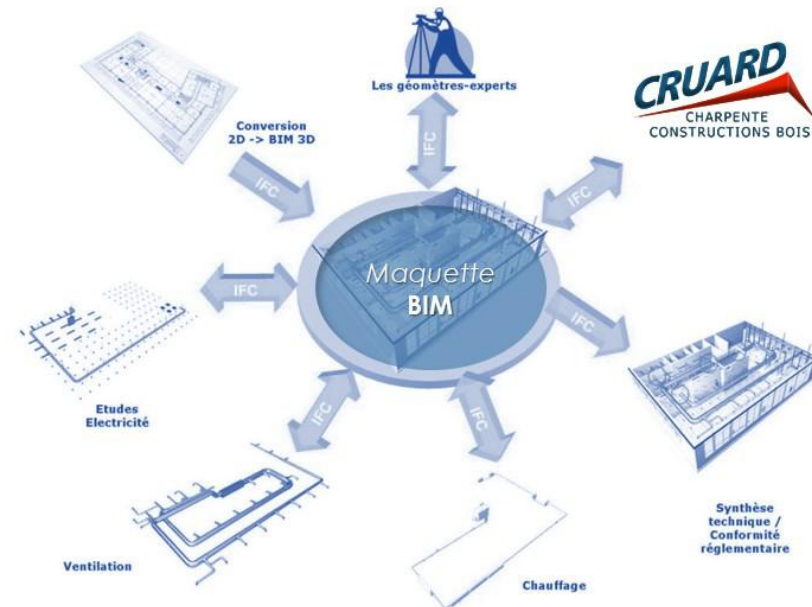 Les géomètres-experts
CRUARD
CHARPENTE
CONSTRUCTIONS BOIS
Conversion
2D -> BIM 3D
IFC
IFC
IFC
IFC
Maquette
BIM
IFC
IFC
IFC
Etudes
Electricité
Ventilation
Chauffage
Synthèse
technique /
Conformité
réglementaire